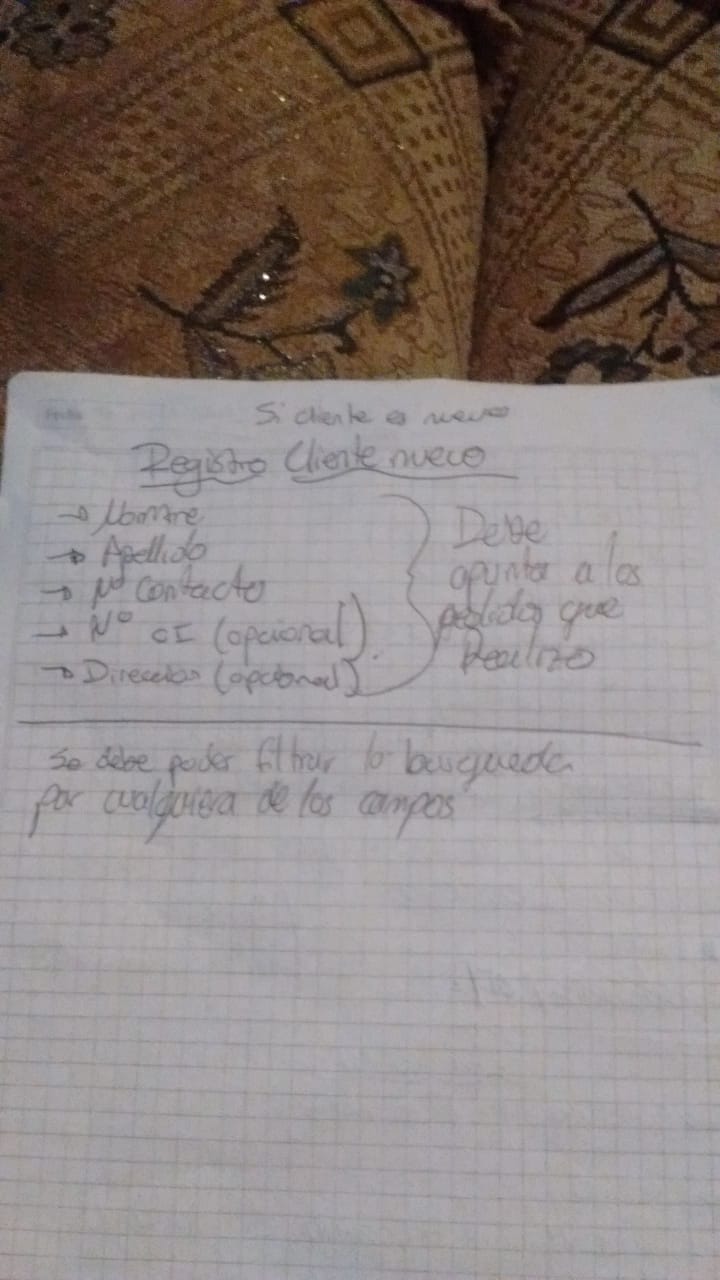 Si cliente es nuevo
Registro Cliente nuevo
→ Nombre
→ Apellido
→ Nº Contacto
→ Nº CI (opcional)
→ Direccion (opcional)
Debe
apuntar a los
pedidos que
Realizo
Se debe poder filtrar la busqueda
por cualquiera de los campos